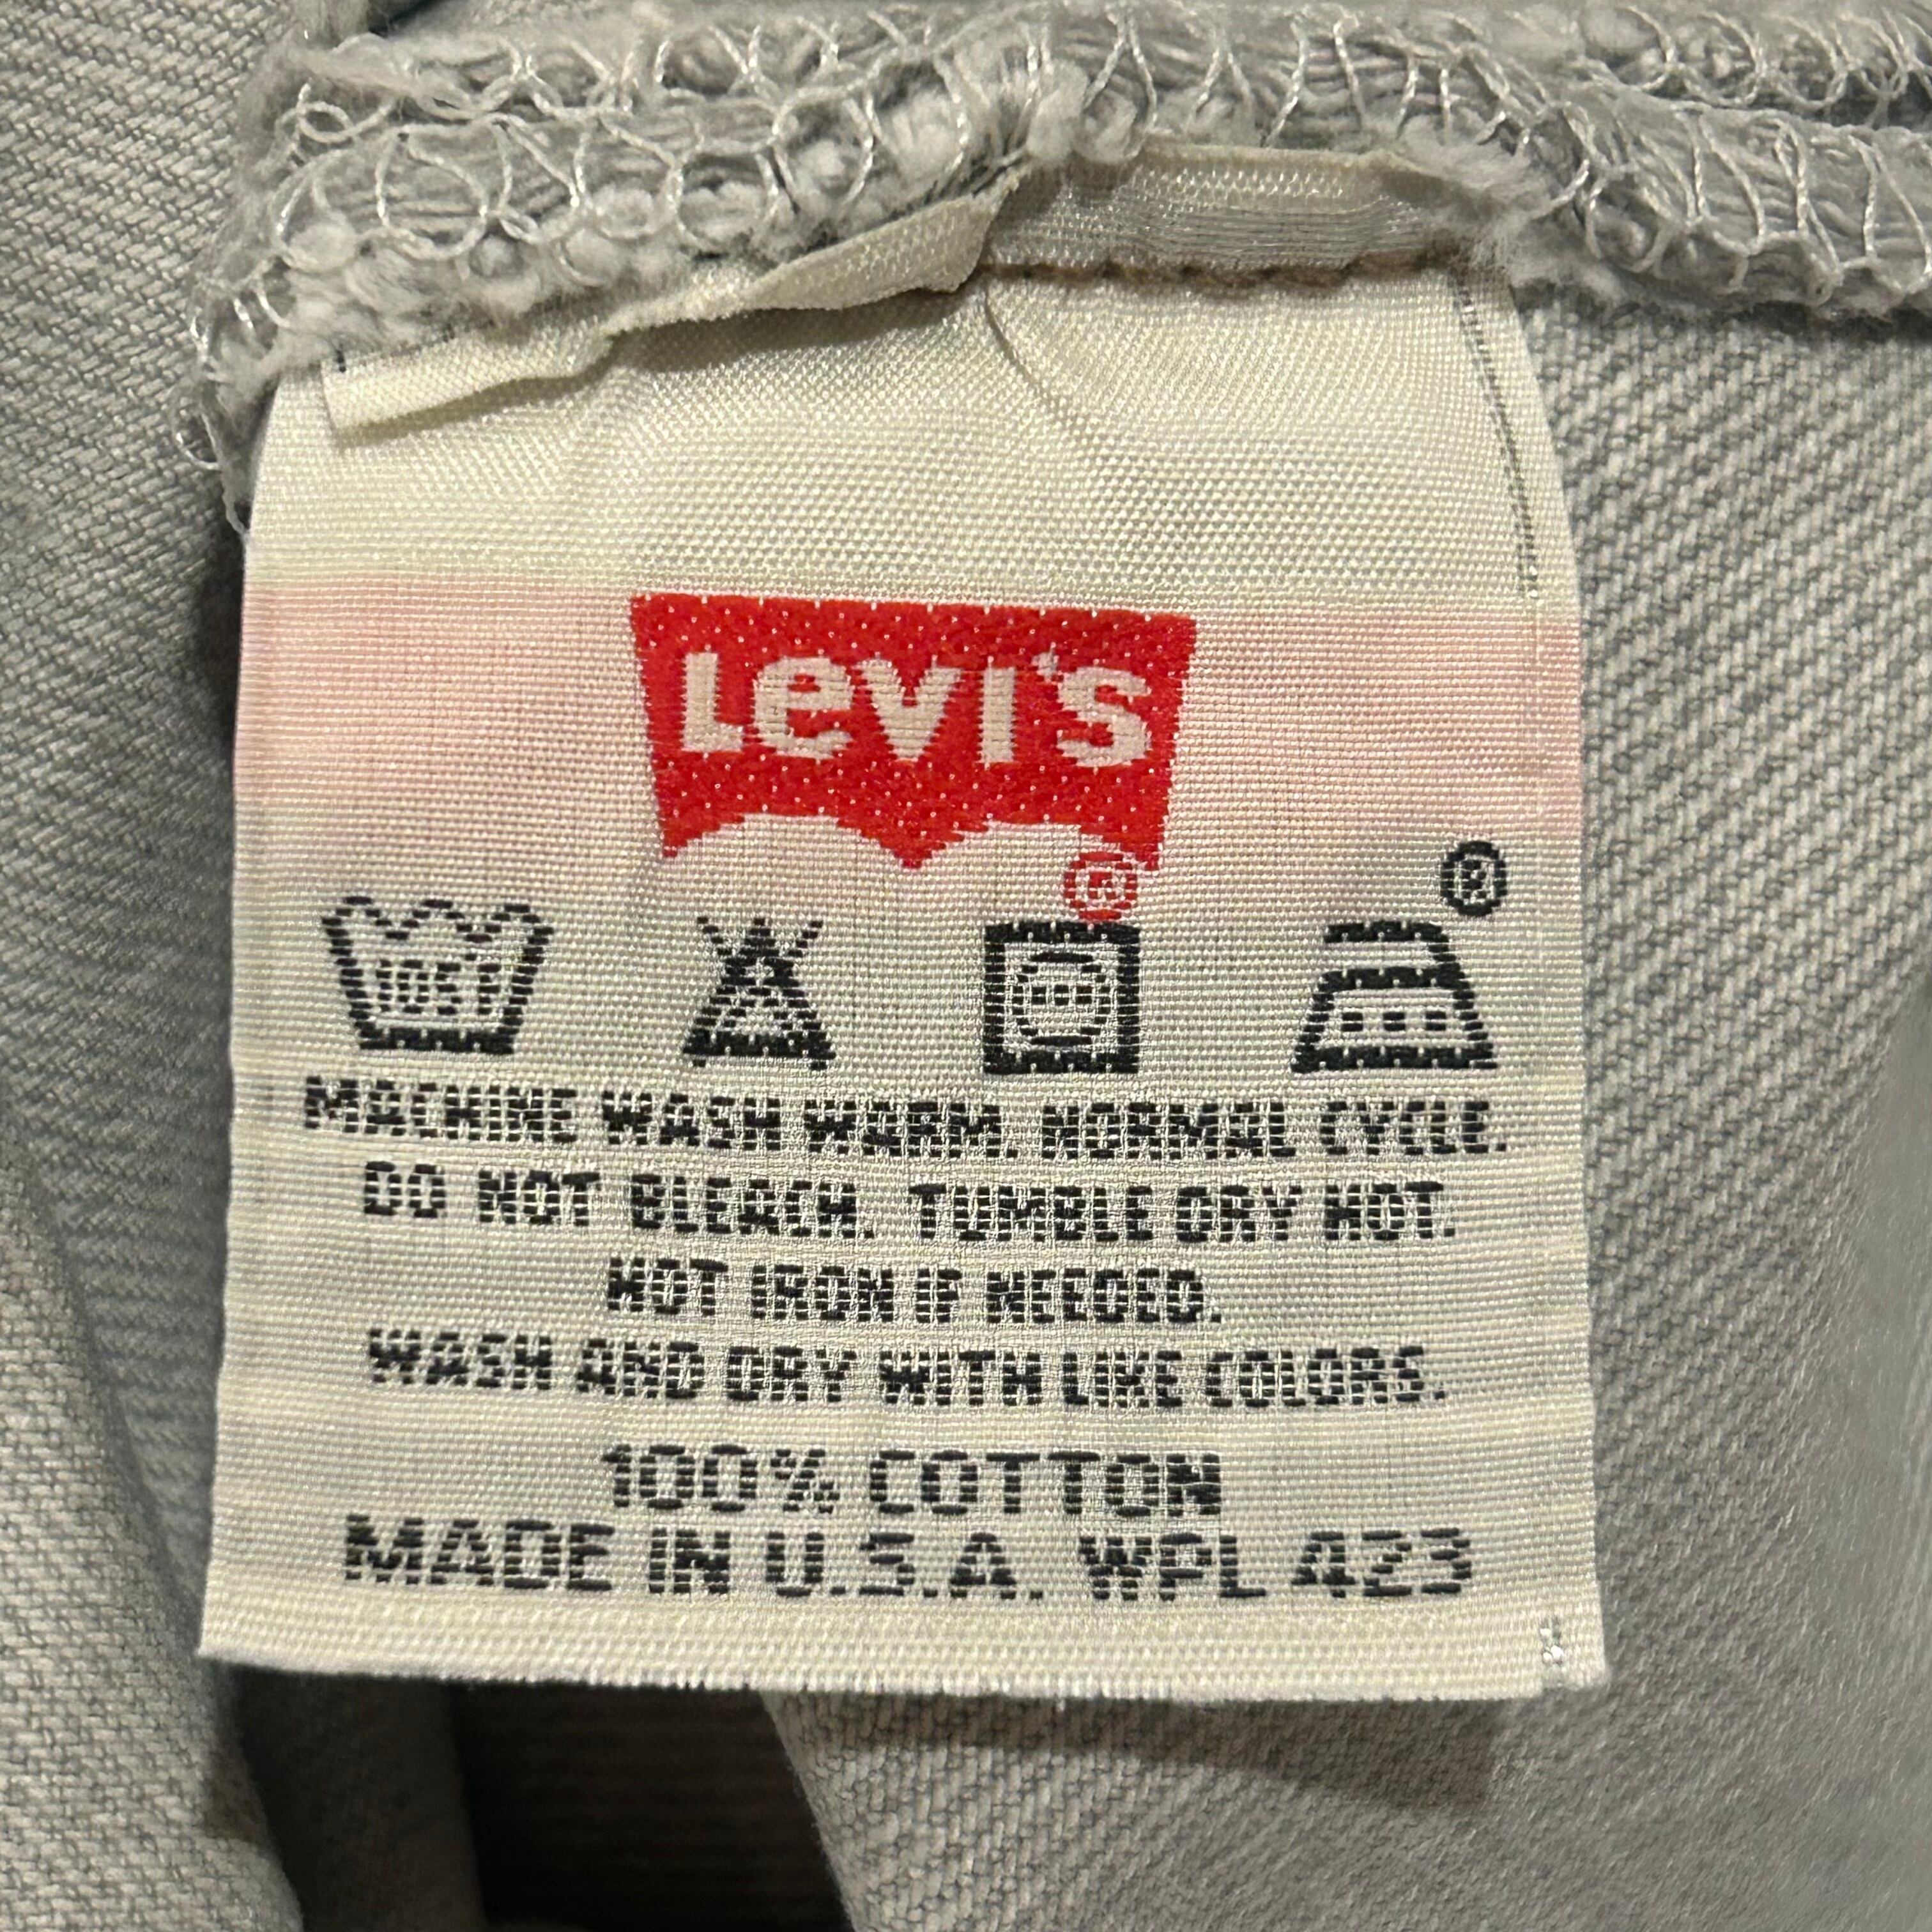 Levi's
®
®
105F
MACHINE WASH WARM. NORMAL CYCLE.
DO NOT BLEACH. TUMBLE DRY HOT.
HOT IRON IF NEEDED.
WASH AND DRY WITH LIKE COLORS.
100% COTTON
MADE IN U.S.A. WPL 423